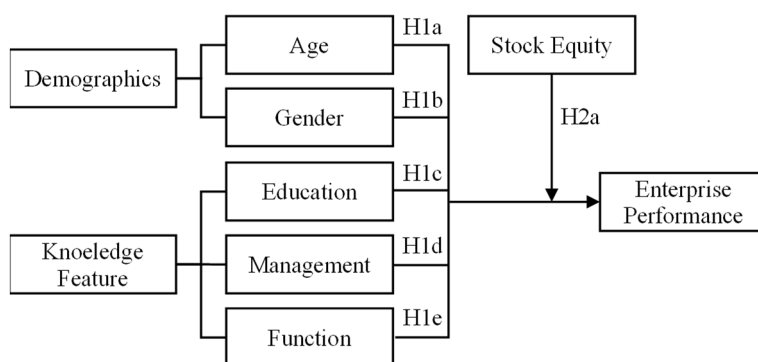 H1a
Age
Stock Equity
Demographics
H1b
Gender
H2a
H1c
Education
Enterprise
Performance
H1d
Knoeledge
Feature
Management
H1e
Function